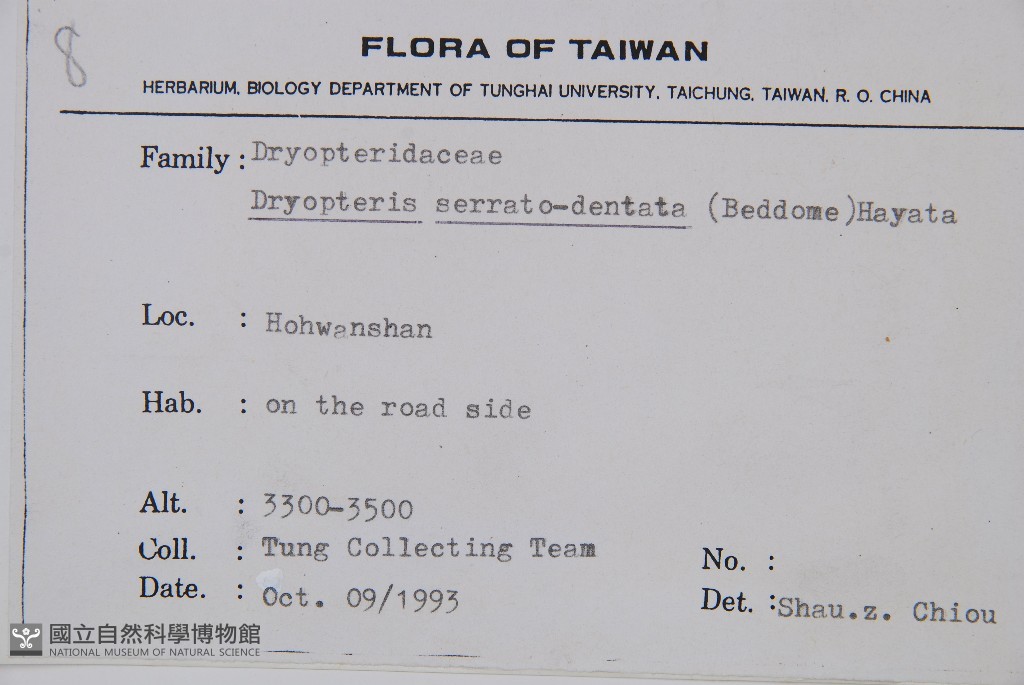 8
FLORA OF TAIWAN
HERBARIUM, BIOLOGY DEPARTMENT OF TUNGHAI UNIVERSITY, TAICHUNG, TAIWAN, R. O. CHINA
Family : Dryopteridaceae
Dryopteris serrato-dentata (Beddome)Hayata
Loc. : Hohwanshan
Hab. : on the road side
Alt. : 3300-3500
Coll. : Tung Collecting Team
No. :
Date. : Oct. 09/1993
Det. : Shau.z. Chiou
國立自然科學博物館
NATIONAL MUSEUM OF NATURAL SCIENCE